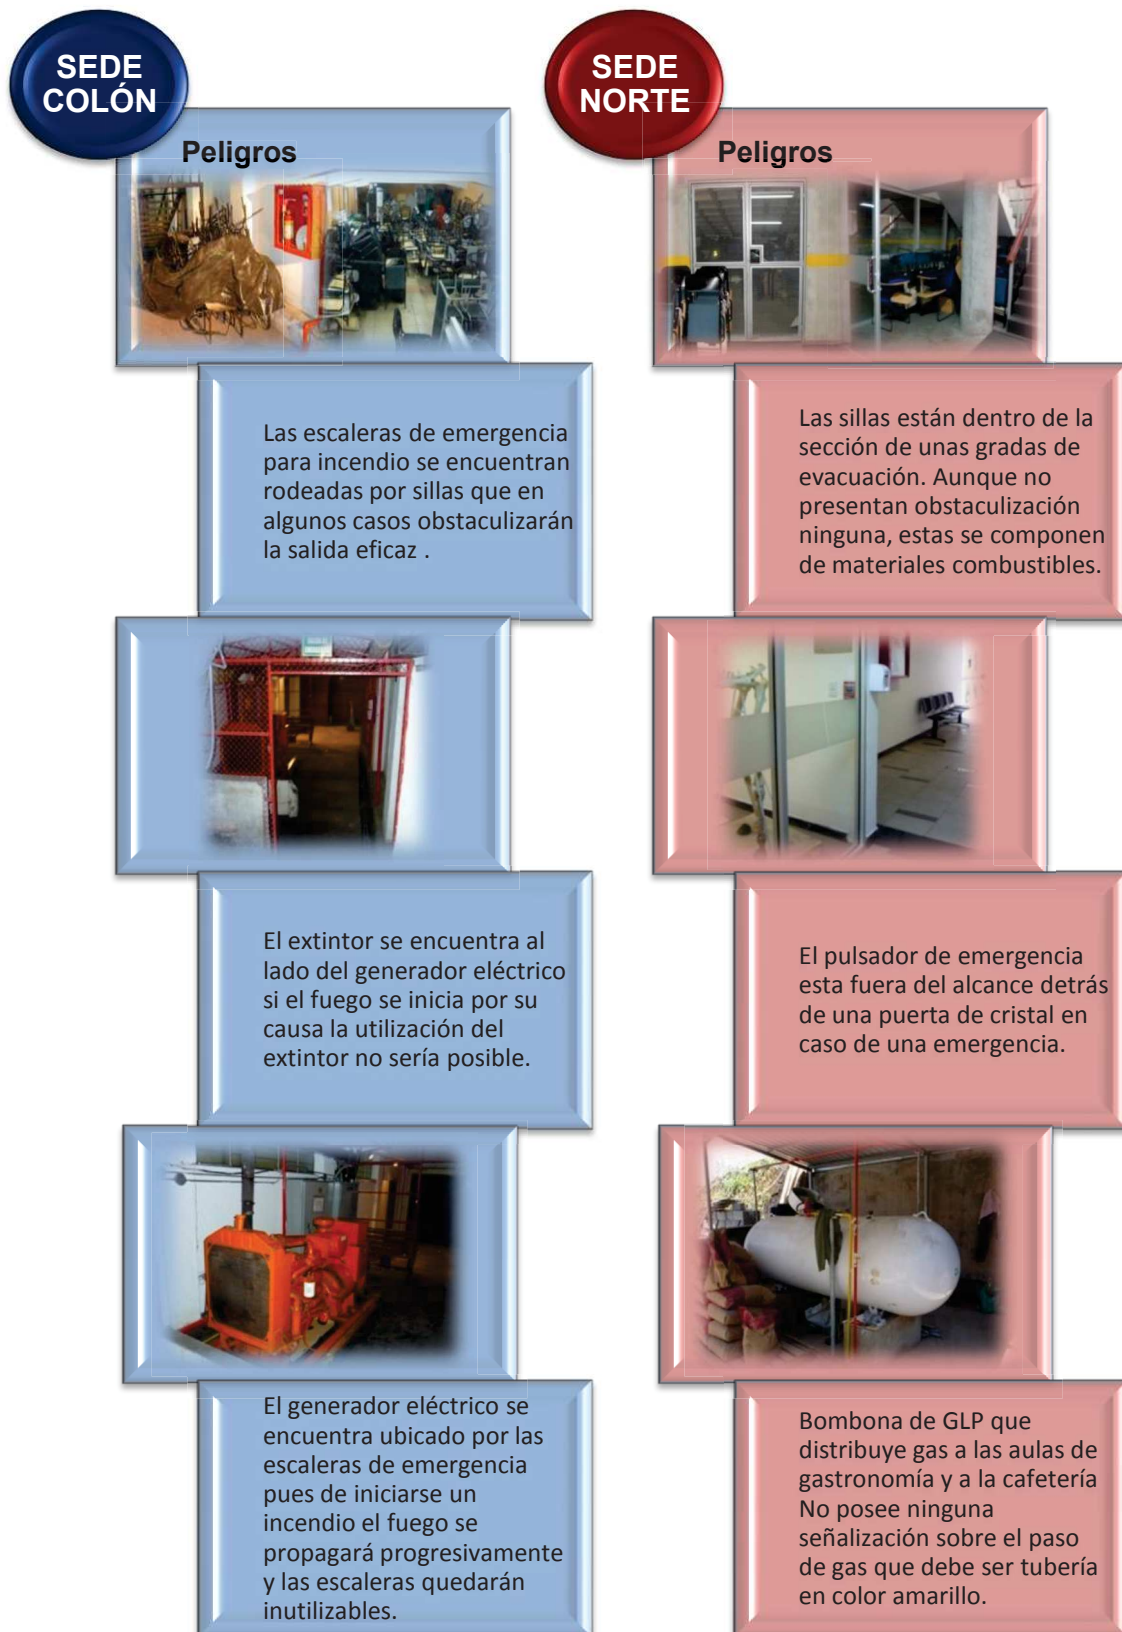 SEDE
COLÓN
Peligros
Las escaleras de emergencia
para incendio se encuentran
rodeadas por sillas que en
algunos casos obstaculizarán
la salida eficaz .
El extintor se encuentra al
lado del generador eléctrico
si el fuego se inicia por su
causa la utilización del
extintor no sería posible.
El generador eléctrico se
encuentra ubicado por las
escaleras de emergencia
pues de iniciarse un
incendio el fuego se
propagará progresivamente
y las escaleras quedarán
inutilizables.
SEDE
NORTE
Peligros
Las sillas están dentro de la
sección de unas gradas de
evacuación. Aunque no
presentan obstaculización
ninguna, estas se componen
de materiales combustibles.
El pulsador de emergencia
esta fuera del alcance detrás
de una puerta de cristal en
caso de una emergencia.
Bombona de GLP que
distribuye gas a las aulas de
gastronomía y a la cafetería
No posee ninguna
señalización sobre el paso
de gas que debe ser tubería
en color amarillo.